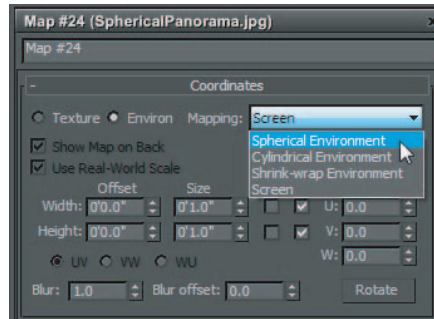 Map #24 (SphericalPanorama.jpg)
Map #24
- Coordinates
Texture Environ Mapping: Screen
Spherical Environment
Cylindrical Environment
Shrink-wrap Environment
Screen
Show Map on Back
Use Real-World Scale
Offset Size
Width: 0'0.0" 0'1.0" U: 0.0
Height: 0'0.0" 0'1.0" V: 0.0
UV VW WU W: 0.0
Blur: 1.0 Blur offset: 0.0 Rotate